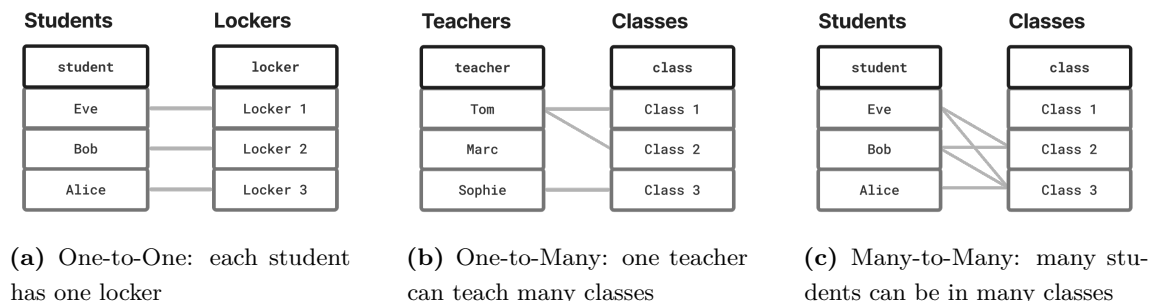 Students Lockers
student locker
Eve Locker 1
Bob Locker 2
Alice Locker 3
(a) One-to-One: each student
has one locker
Teachers Classes
teacher class
Tom Class 1
Marc Class 2
Sophie Class 3
(b) One-to-Many: one teacher
can teach many classes
Students Classes
student class
Eve Class 1
Bob Class 2
Alice Class 3
(c) Many-to-Many: many stu-
dents can be in many classes